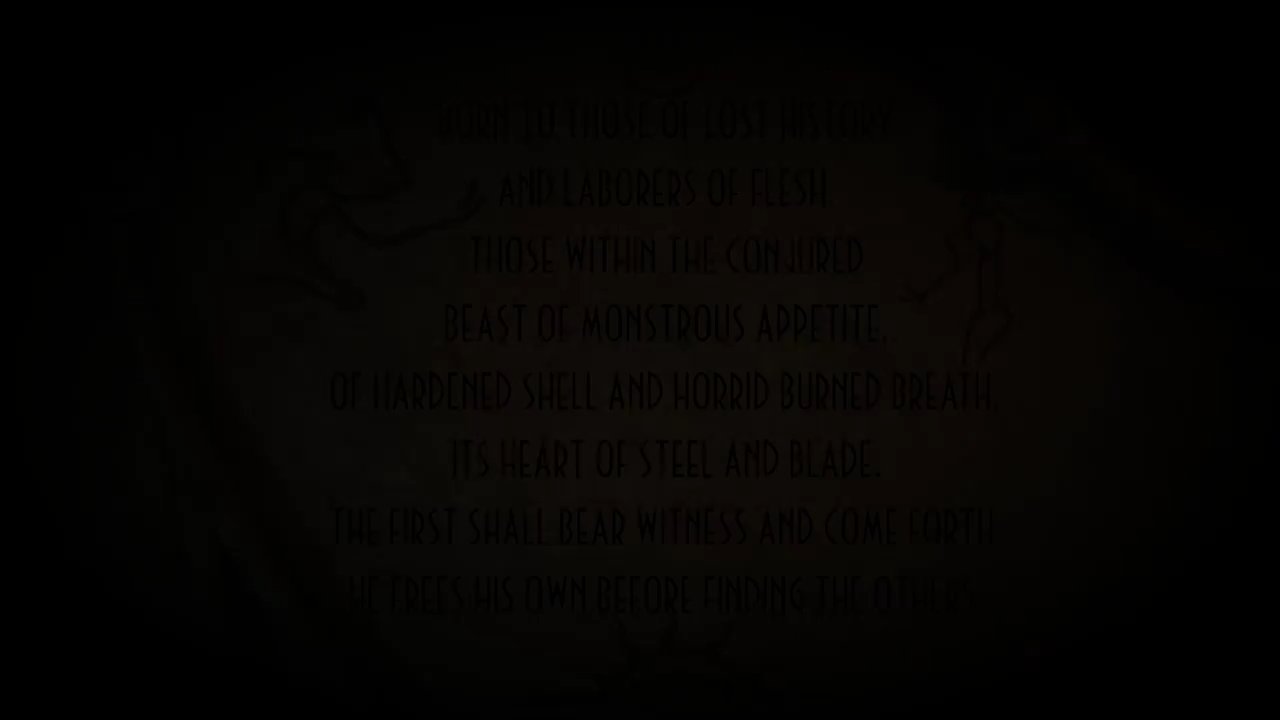 BORN TO THOSE OF LOST HISTORY
AND LABORERS OF FLESH.
THOSE WITHIN THE CONJURED
BEAST OF MONSTROUS APPETITE,
OF HARDENED SHELL AND HORRID BURNED BREATH,
ITS HEART OF STEEL AND BLADE.
THE FIRST SHALL BEAR WITNESS AND COME FORTH
HE FREES HIS OWN BEFORE FINDING THE OTHERS